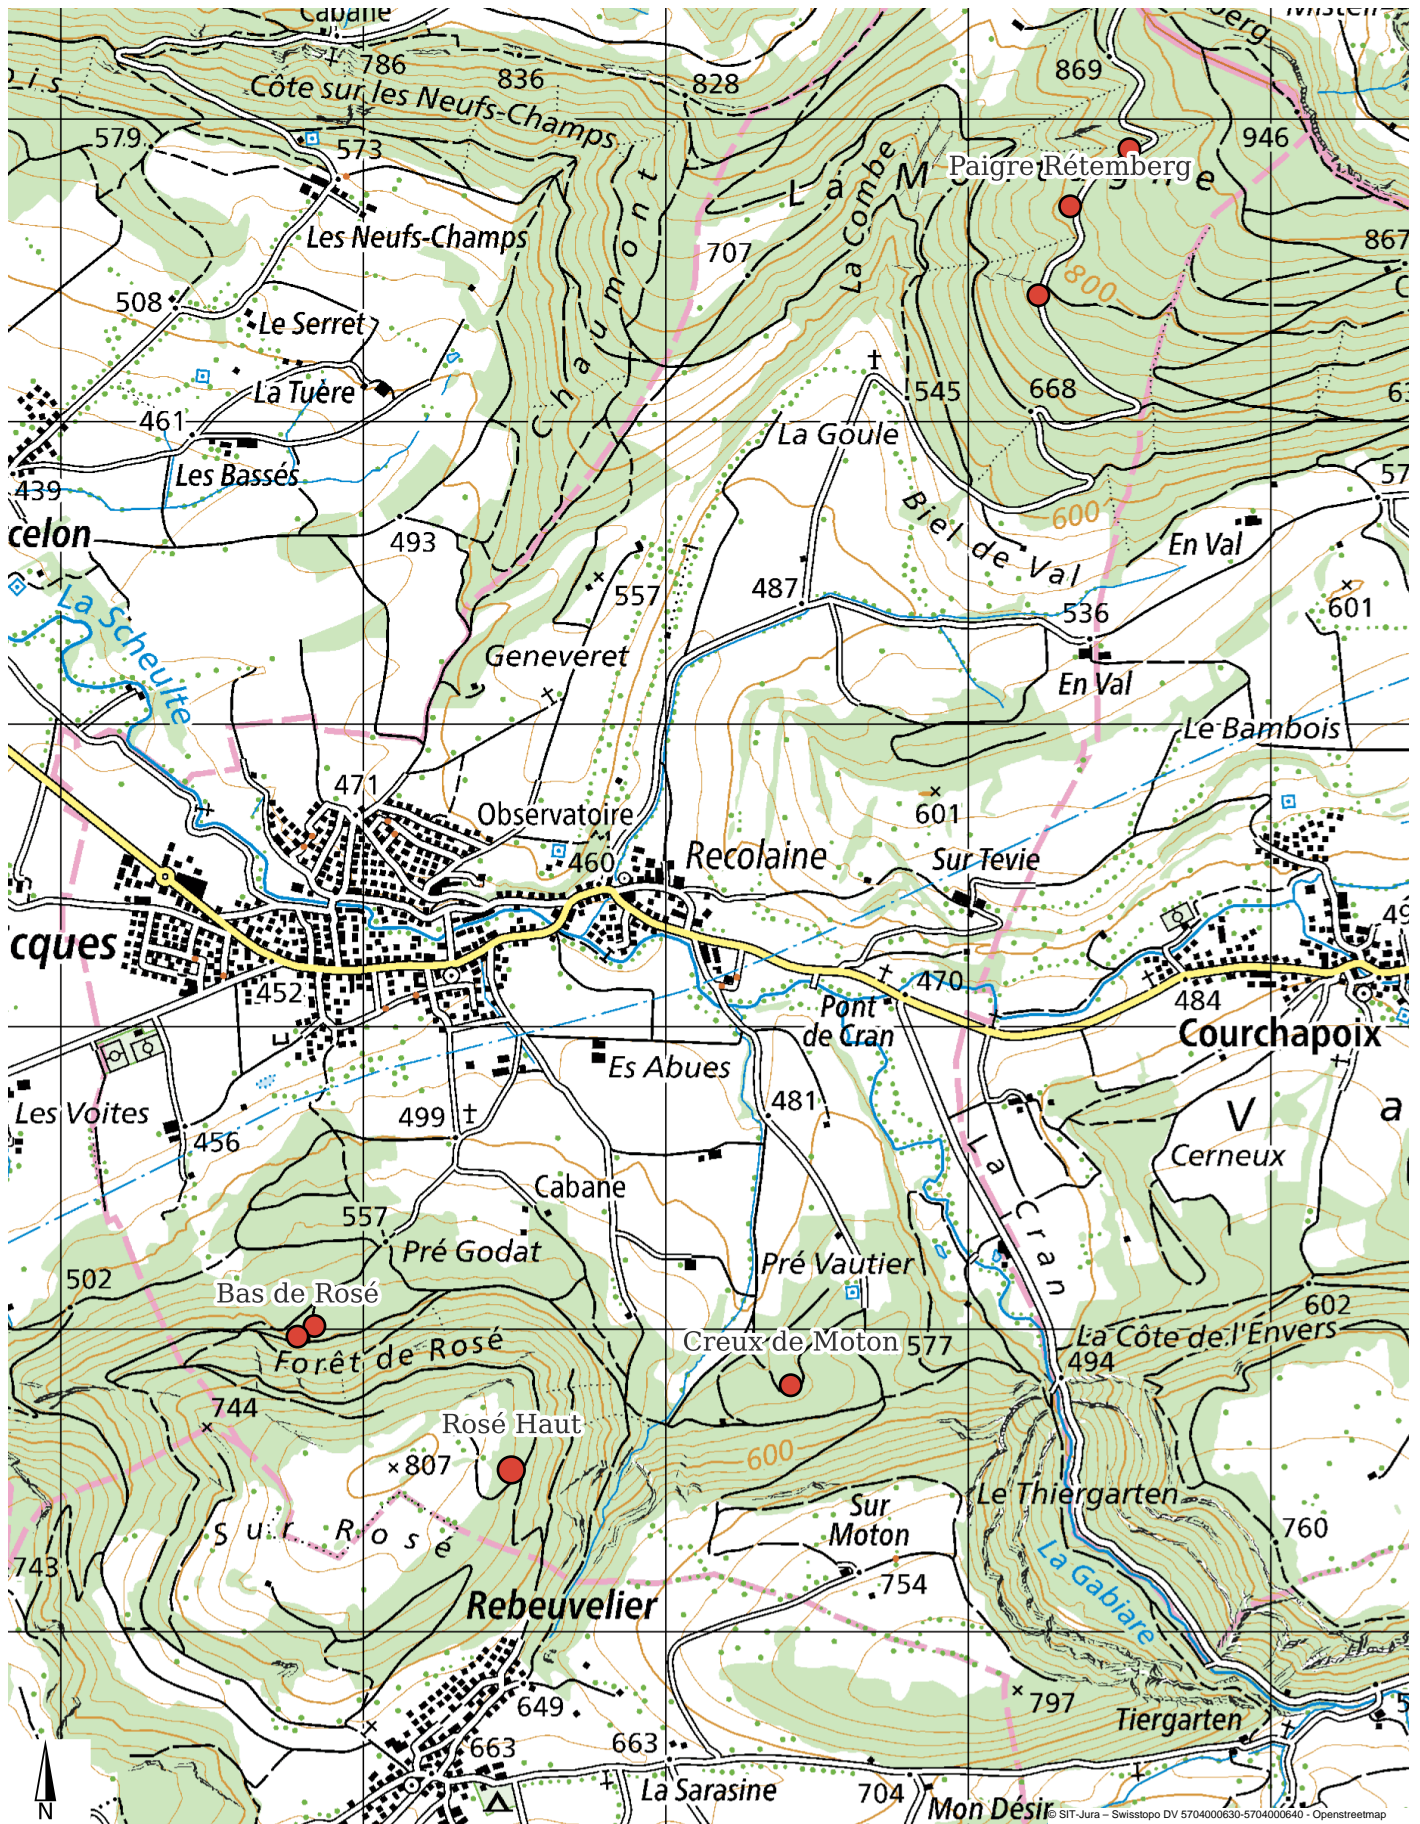 Cabane
786
836
828
869
Côte sur les Neufs-Champs
579
573
946
Paigre Rétemberg
La Combe
Les Neufs-Champs
707
867
508
800
Le Serret
Chaumont
La Tuère
545
668
461
La Goule
Les Bassés
439
celon
493
600
Biel de Val
En Val
La Scheulte
557
487
601
536
Geneveret
En Val
Le Bambois
471
Observatoire
601
460
Recolaine
Sur Tevie
cques
452
470
484
Pont
de Cran
Courchapoix
Es Abues
Les Voites
499
481
V
a
456
La Cran
Cerneux
Cabane
557
Pré Godat
Pré Vautier
502
Bas de Rosé
602
Forêt de Rosé
Creux de Moton
577
La Côte de l'Envers
494
744
Rosé Haut
807
600
Le Thiergarten
Sur
Moton
Sur Rosé
760
743
754
La Gabiare
Rebeuvelier
649
797
Tiergarten
663
663
La Sarasine
704
Mon Désir
N
© SIT-Jura – Swisstopo DV 5704000630-5704000640 - Openstreetmap